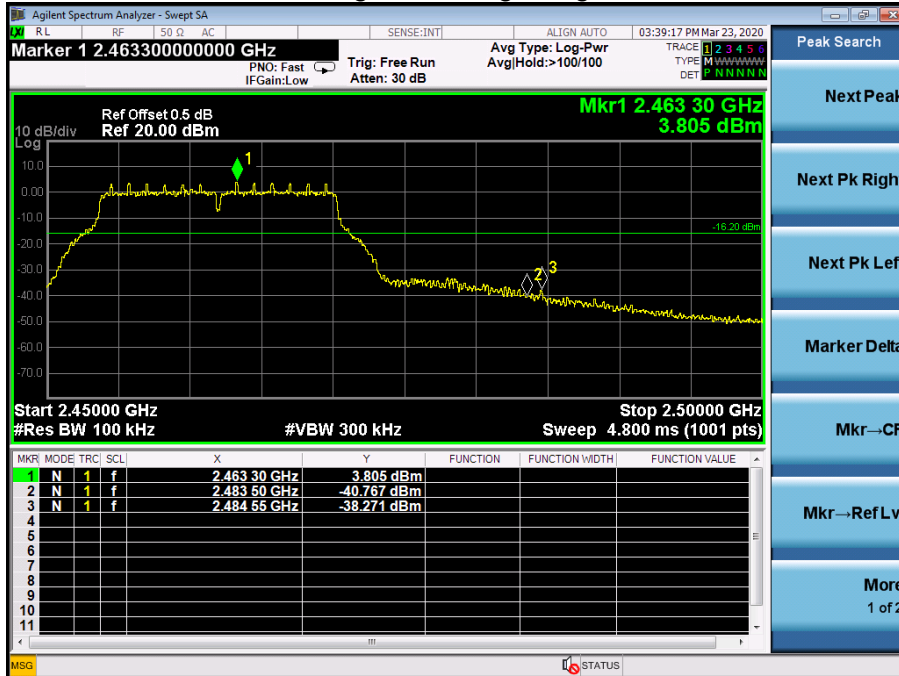 Agilent Spectrum Analyzer - Swept SA
LXI RL RF 50 Ω AC SENSE:INT ALIGN AUTO 03:39:17 PM Mar 23, 2020
Marker 1 2.463300000000 GHz
PNO: Fast
IFGain:Low
Trig: Free Run
Atten: 30 dB
Avg Type: Log-Pwr
Avg|Hold:>100/100
TRACE 1 2 3 4 5 6
TYPE M WWWWW
DET P N N N N N
Peak Search
Next Peak
Next Pk Righ
Next Pk Lef
Marker Delta
Mkr→CF
Mkr→Ref Lv
More
1 of 2
Mkr1 2.463 30 GHz
3.805 dBm
Ref Offset 0.5 dB
10 dB/div Ref 20.00 dBm
Log
10.0
0.00
-10.0
-20.0
-30.0
-40.0
-50.0
-60.0
-70.0
1
2
3
-16.20 dBm
Start 2.45000 GHz Stop 2.50000 GHz
#Res BW 100 kHz #VBW 300 kHz Sweep 4.800 ms (1001 pts)
MKR MODE TRC SCL X Y FUNCTION FUNCTION WIDTH FUNCTION VALUE
1 N 1 f 2.463 30 GHz 3.805 dBm
2 N 1 f 2.483 50 GHz -40.767 dBm
3 N 1 f 2.484 55 GHz -38.271 dBm
4
5
6
7
8
9
10
11
MSG STATUS